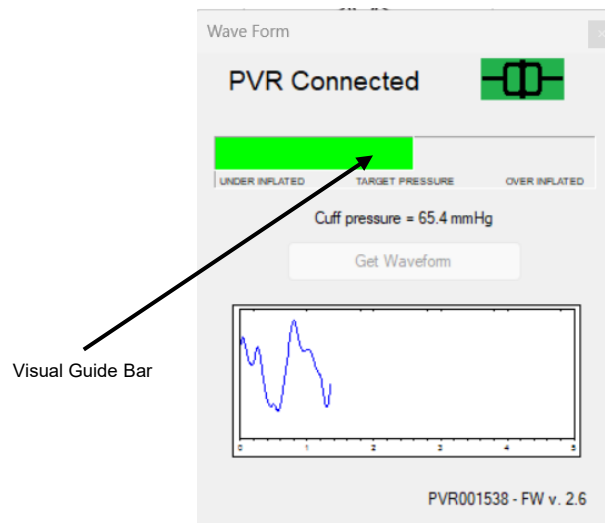 Wave Form
PVR Connected
UNDER INFLATED TARGET PRESSURE OVER INFLATED
Cuff pressure = 65.4 mmHg
Get Waveform
Visual Guide Bar
0 1 2 3 4 5
PVR001538 - FW v. 2.6